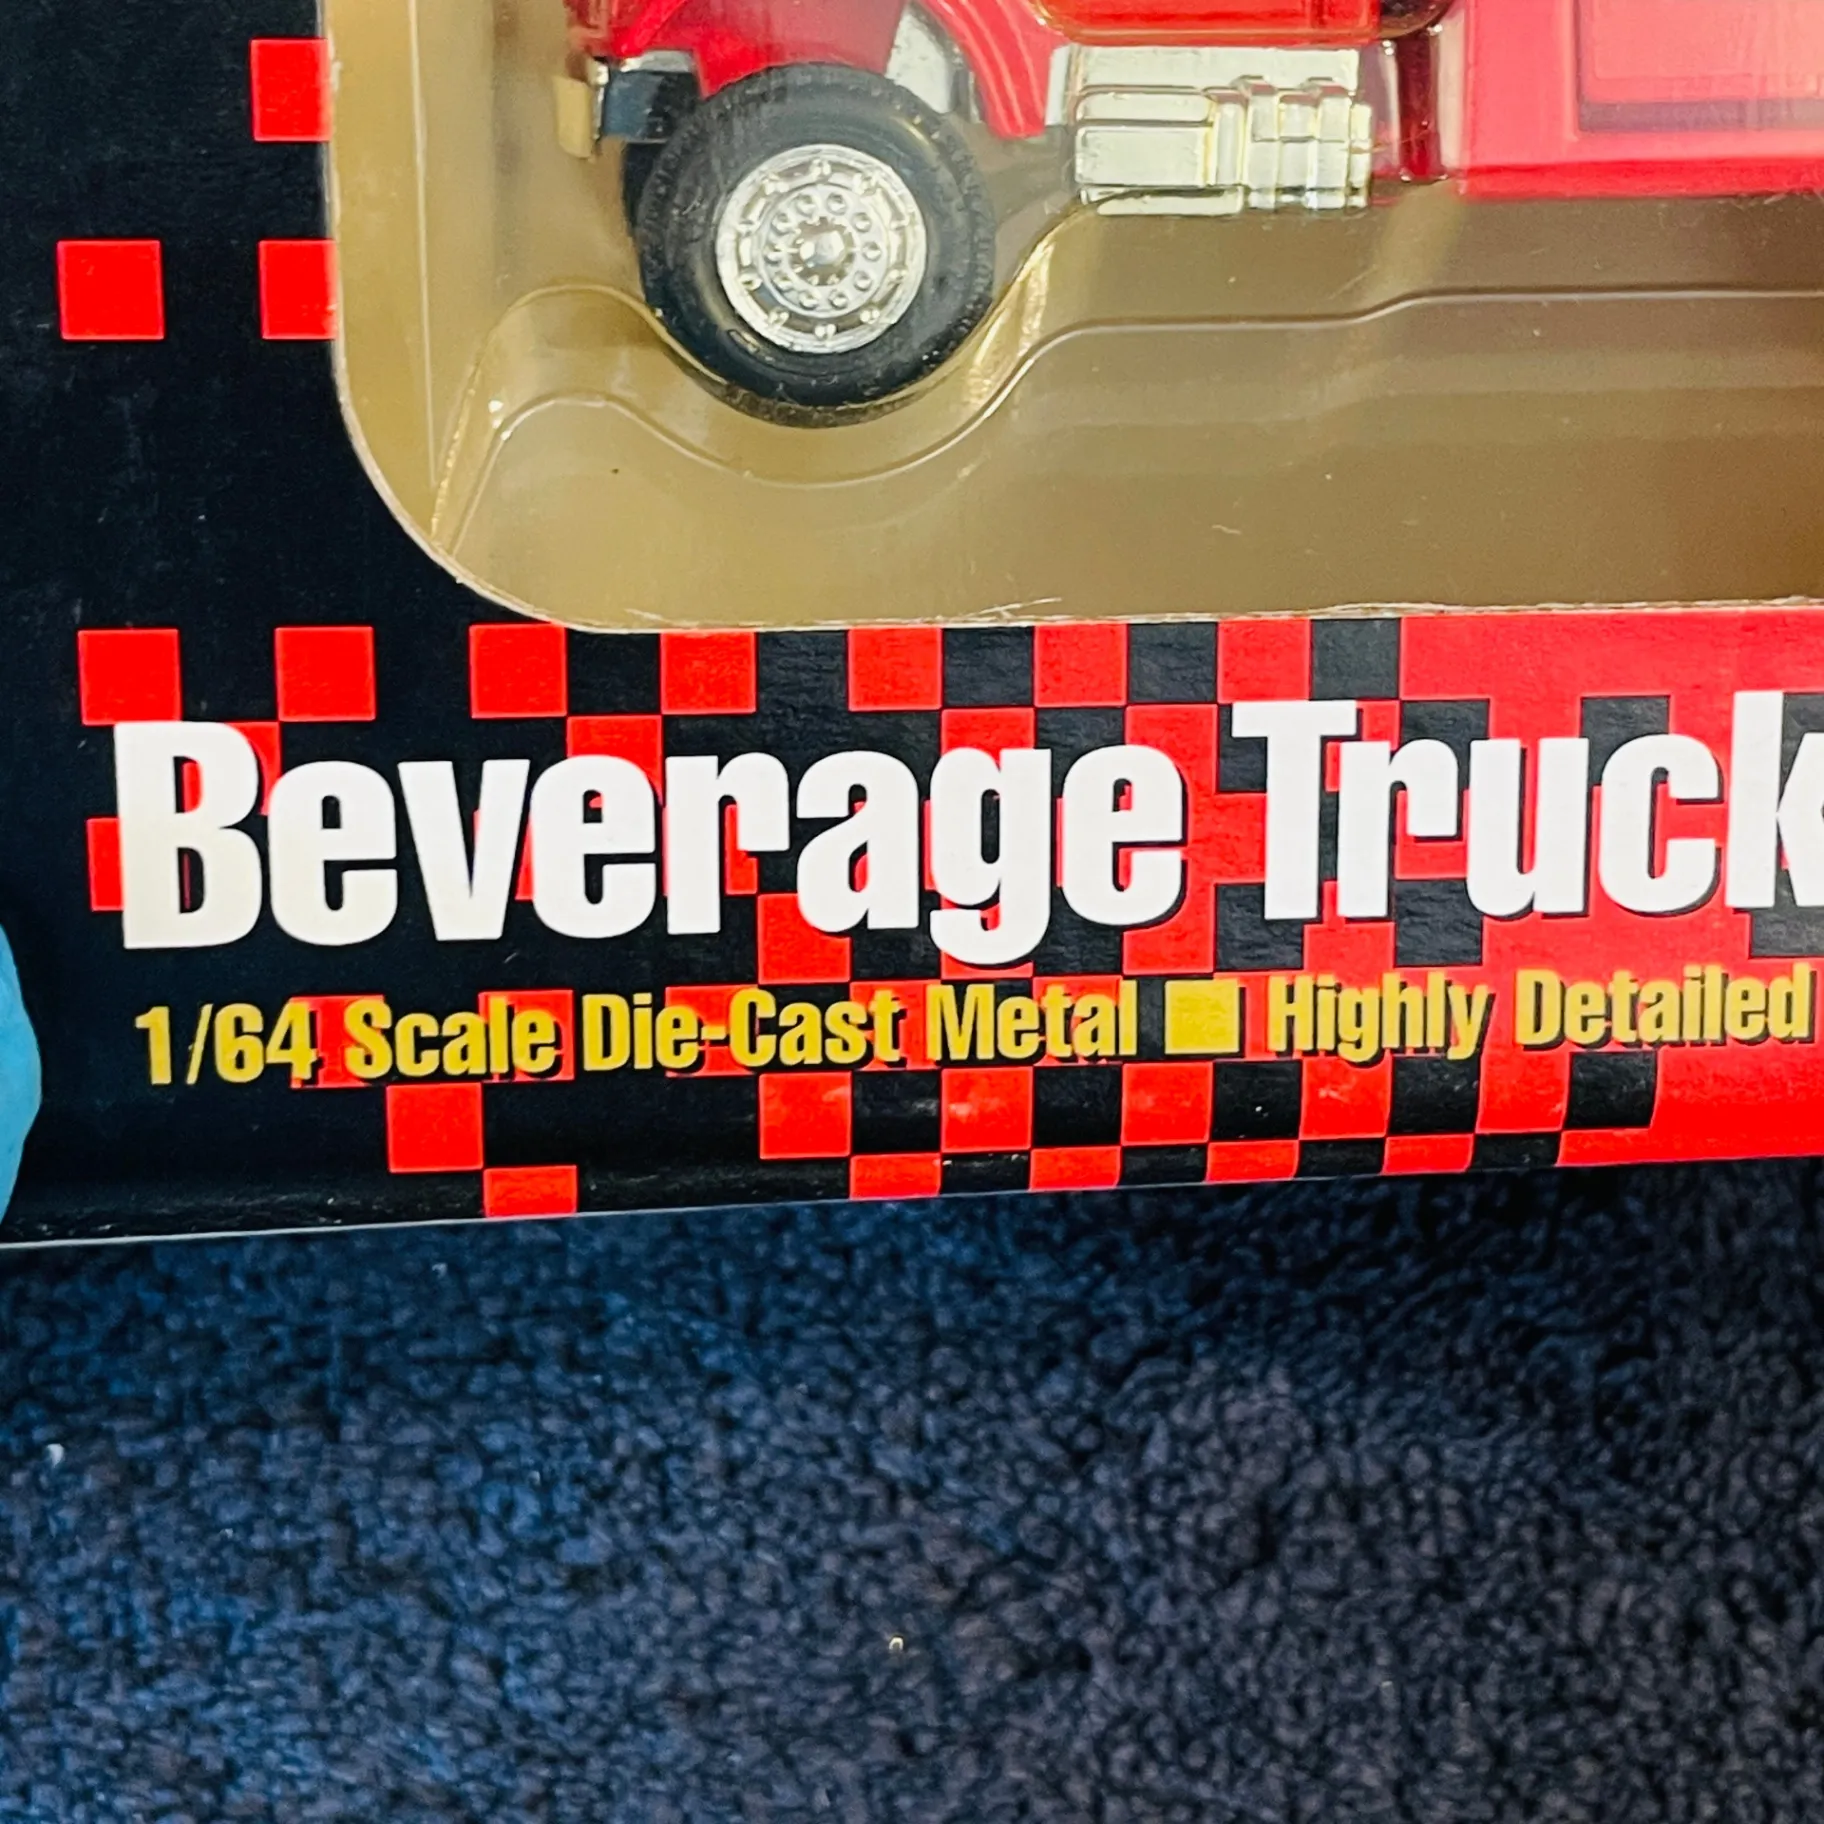 Beverage Truck
1/64 Scale Die-Cast Metal ■ Highly Detailed